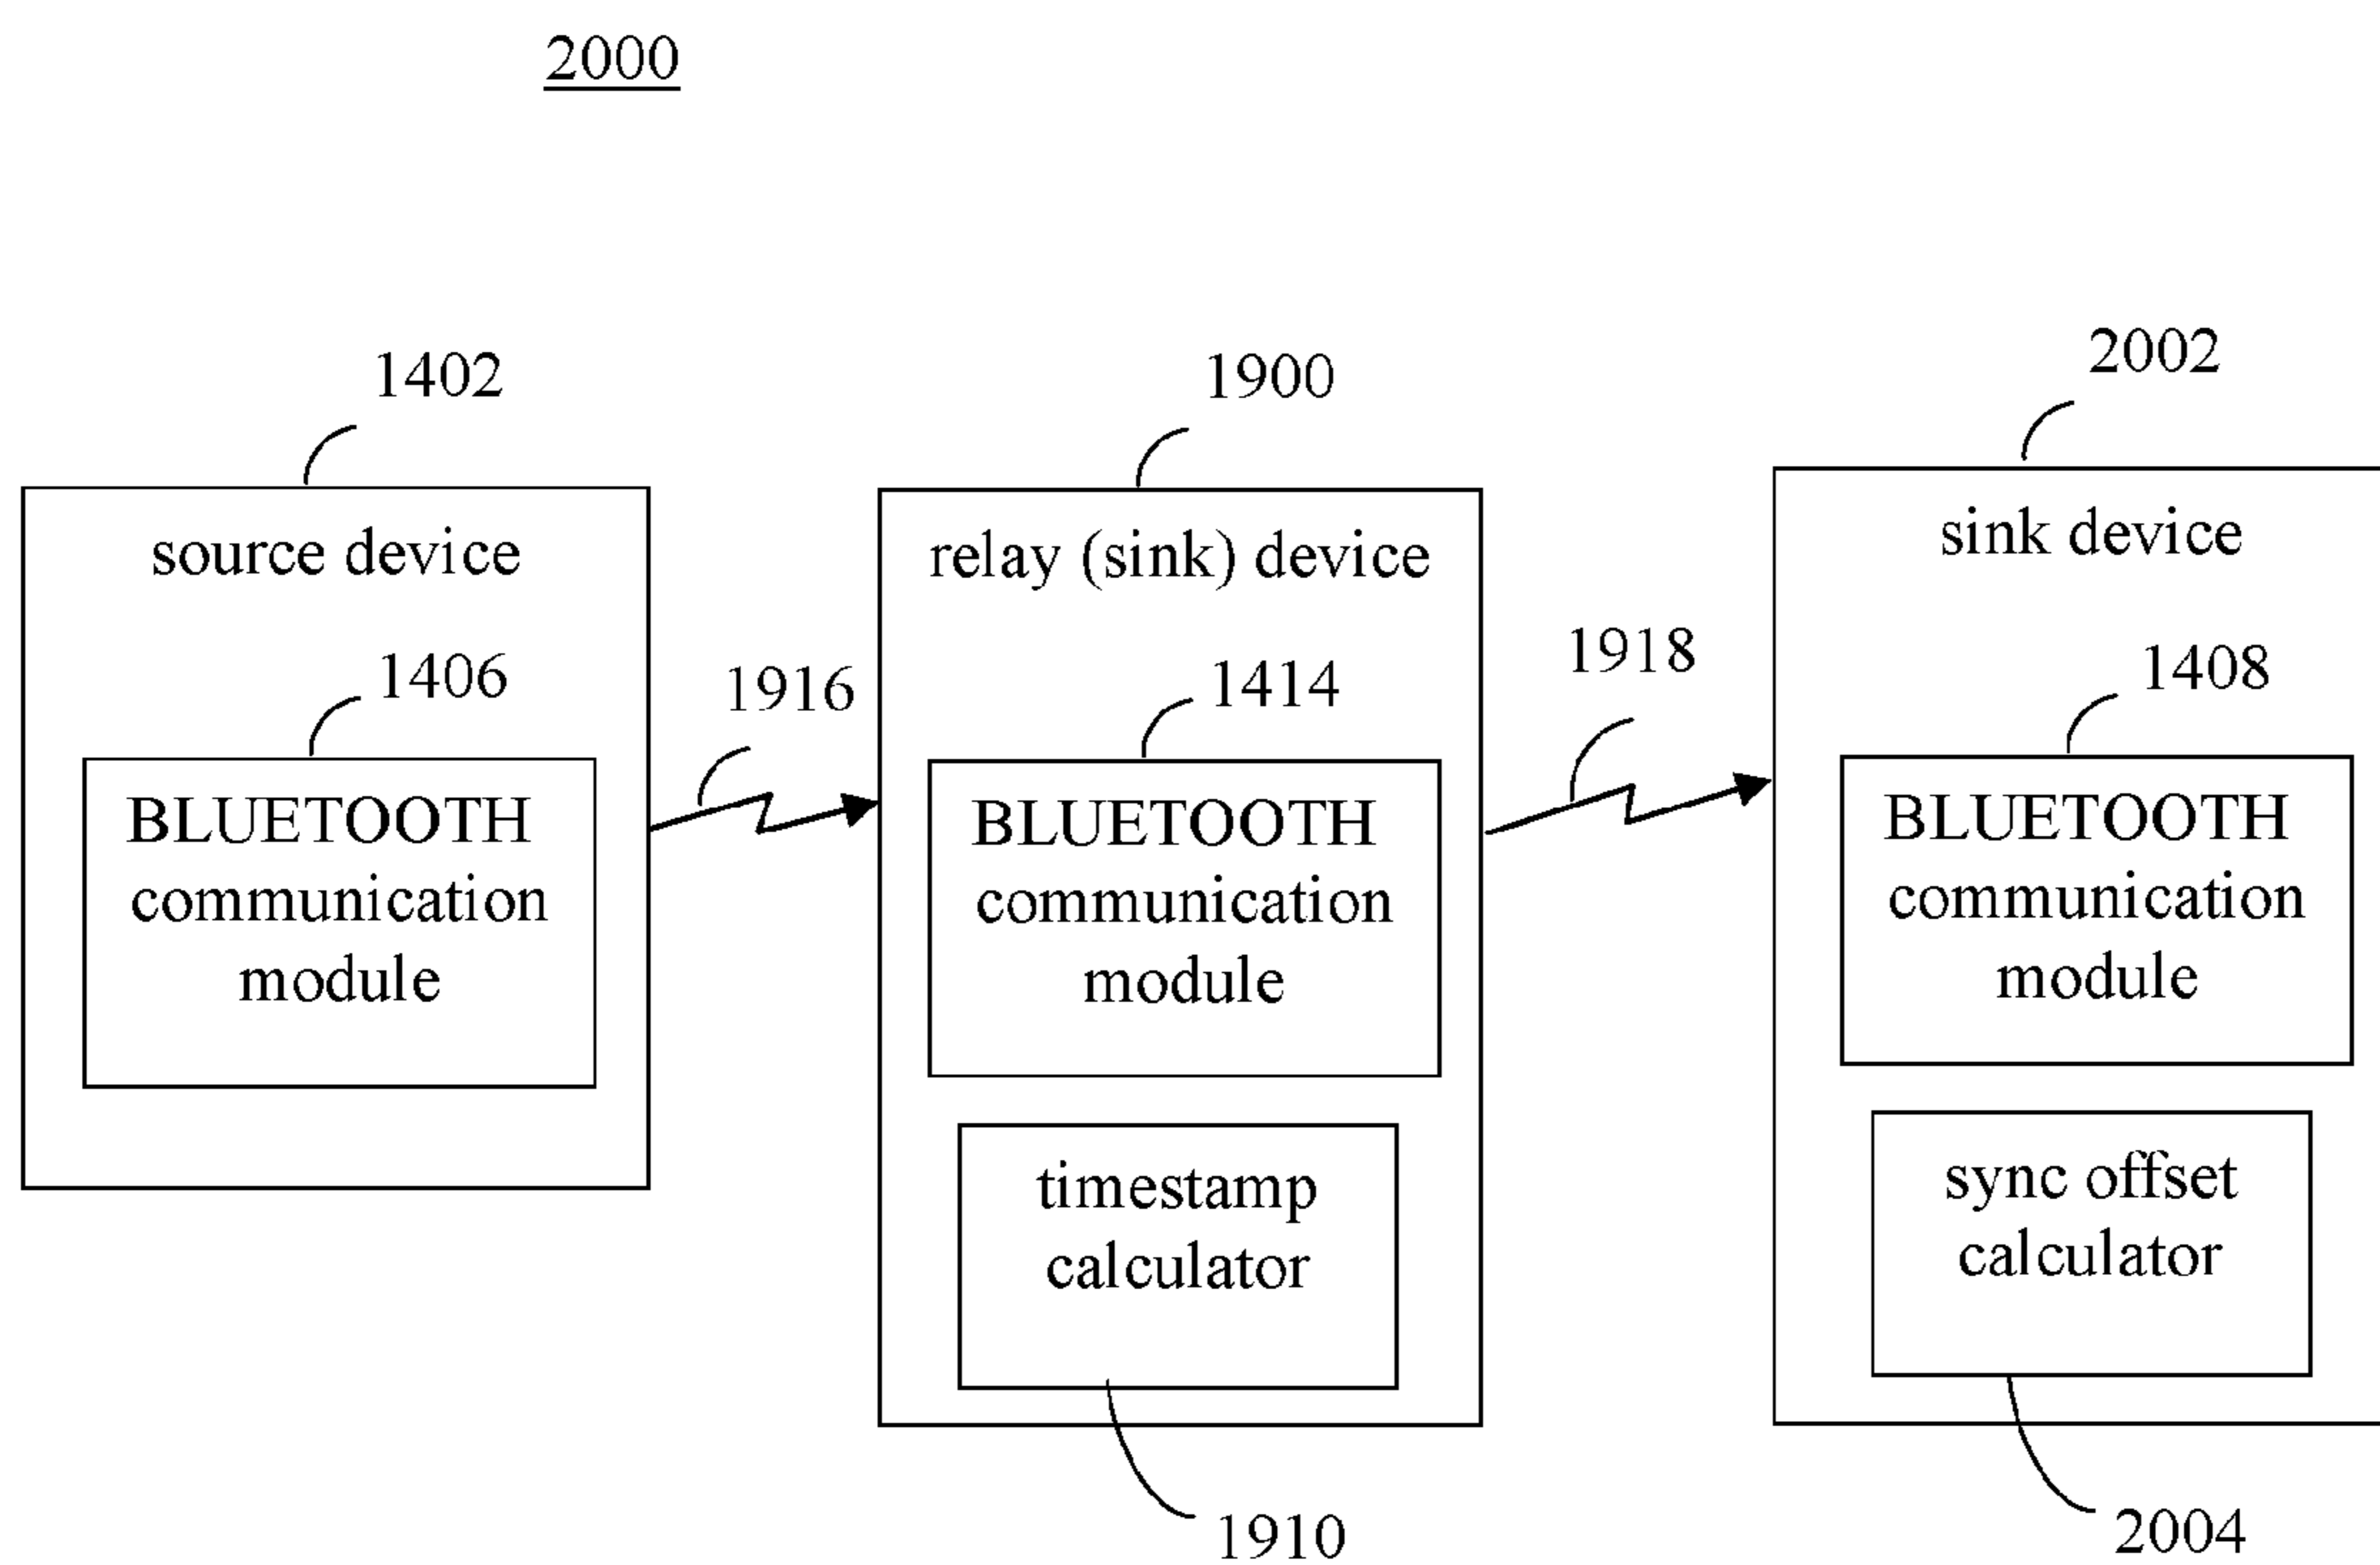 2000
1402
1900
2002
source device
relay (sink) device
sink device
1406
1916
1414
1918
1408
BLUETOOTH
communication
module
BLUETOOTH
communication
module
BLUETOOTH
communication
module
timestamp
calculator
sync offset
calculator
1910
2004